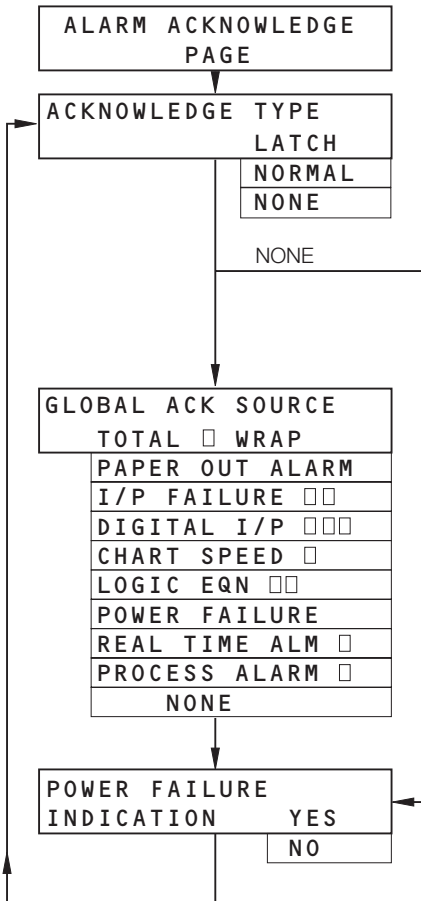 ALARM ACKNOWLEDGE
PAGE
ACKNOWLEDGE TYPE
LATCH
NORMAL
NONE
NONE
GLOBAL ACK SOURCE
TOTAL □ WRAP
PAPER OUT ALARM
I/P FAILURE □□
DIGITAL I/P □□□
CHART SPEED □
LOGIC EQN □□
POWER FAILURE
REAL TIME ALM □
PROCESS ALARM □
NONE
POWER FAILURE
INDICATION YES
NO